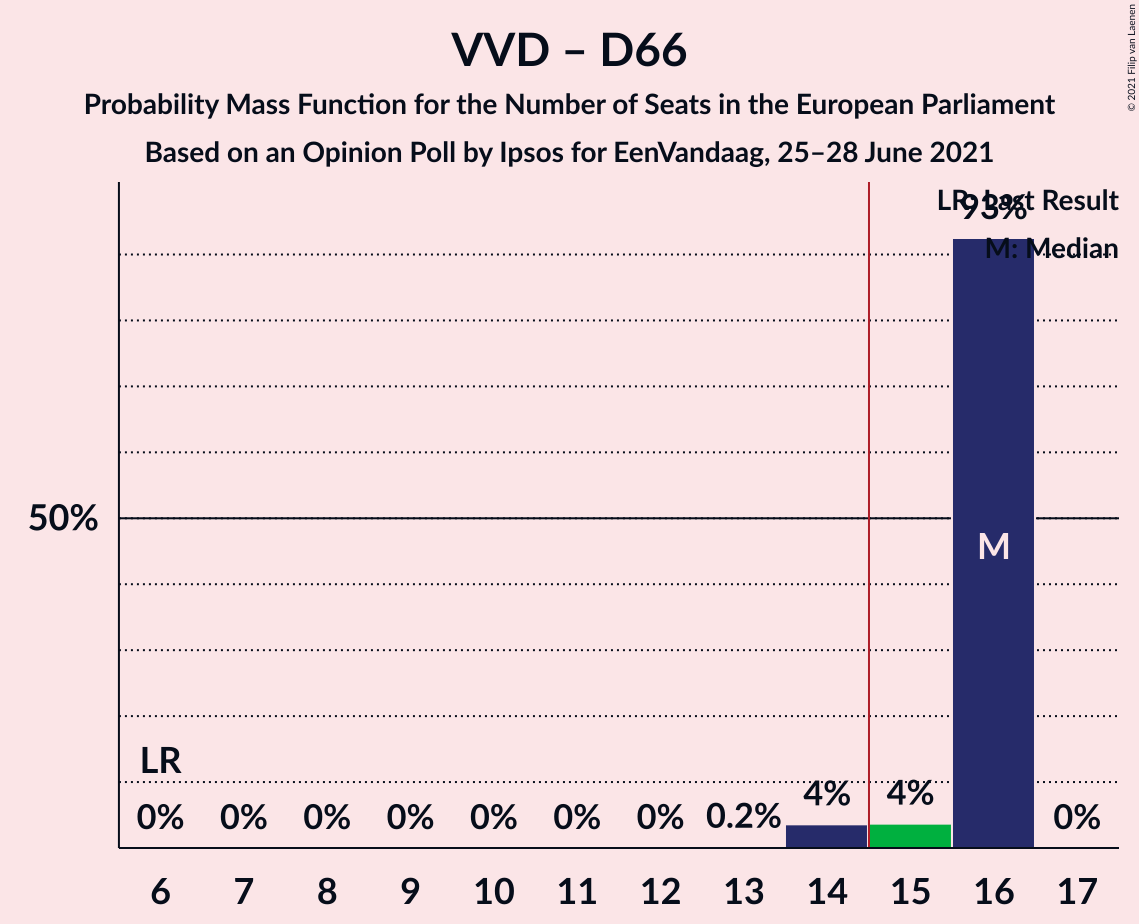 VVD – D66
Probability Mass Function for the Number of Seats in the European Parliament
Based on an Opinion Poll by Ipsos for EenVandaag, 25–28 June 2021
© 2021 Filip van Laenen
LR: Last Result
93%
M: Median
50%
M
LR
0% 0% 0% 0% 0% 0% 0% 0.2% 4% 4% 0%
6 7 8 9 10 11 12 13 14 15 16 17